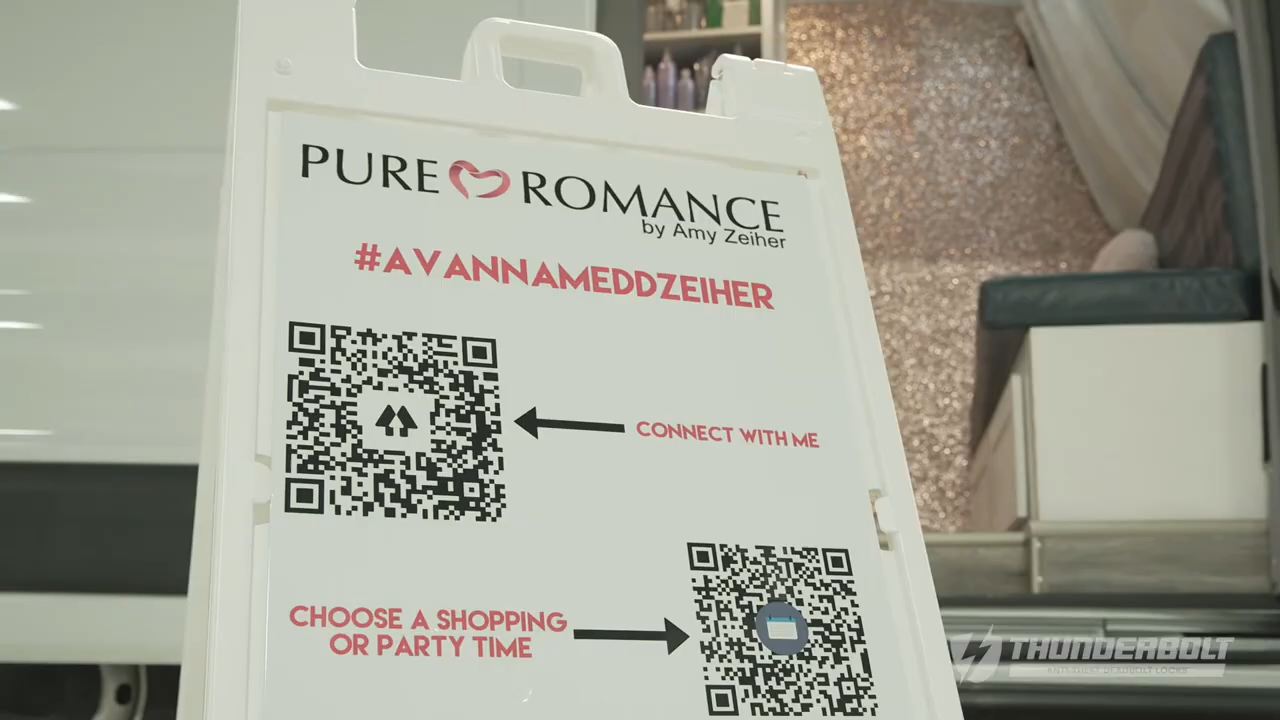 PURE ROMANCE
by Amy Zeiher
#AVANNAMEDDZEIHER
CONNECT WITH ME
CHOOSE A SHOPPING
OR PARTY TIME
THUNDERBOLT